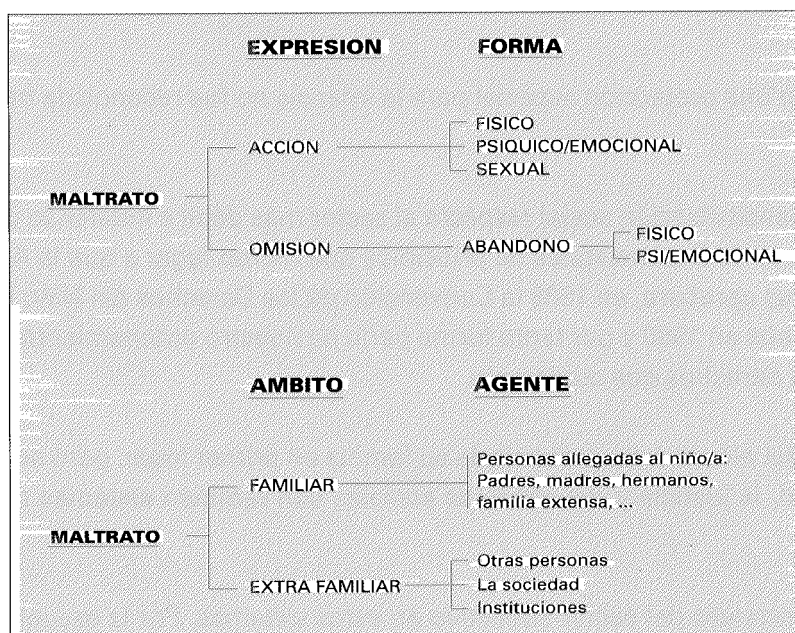 EXPRESION FORMA
FISICO
ACCION PSIQUICO/EMOCIONAL
SEXUAL
MALTRATO
FISICO
OMISION ABANDONO
PSI/EMOCIONAL
AMBITO AGENTE
Personas allegadas al niño/a:
FAMILIAR Padres, madres, hermanos,
familia extensa, ...
MALTRATO
Otras personas
EXTRA FAMILIAR La sociedad
Instituciones